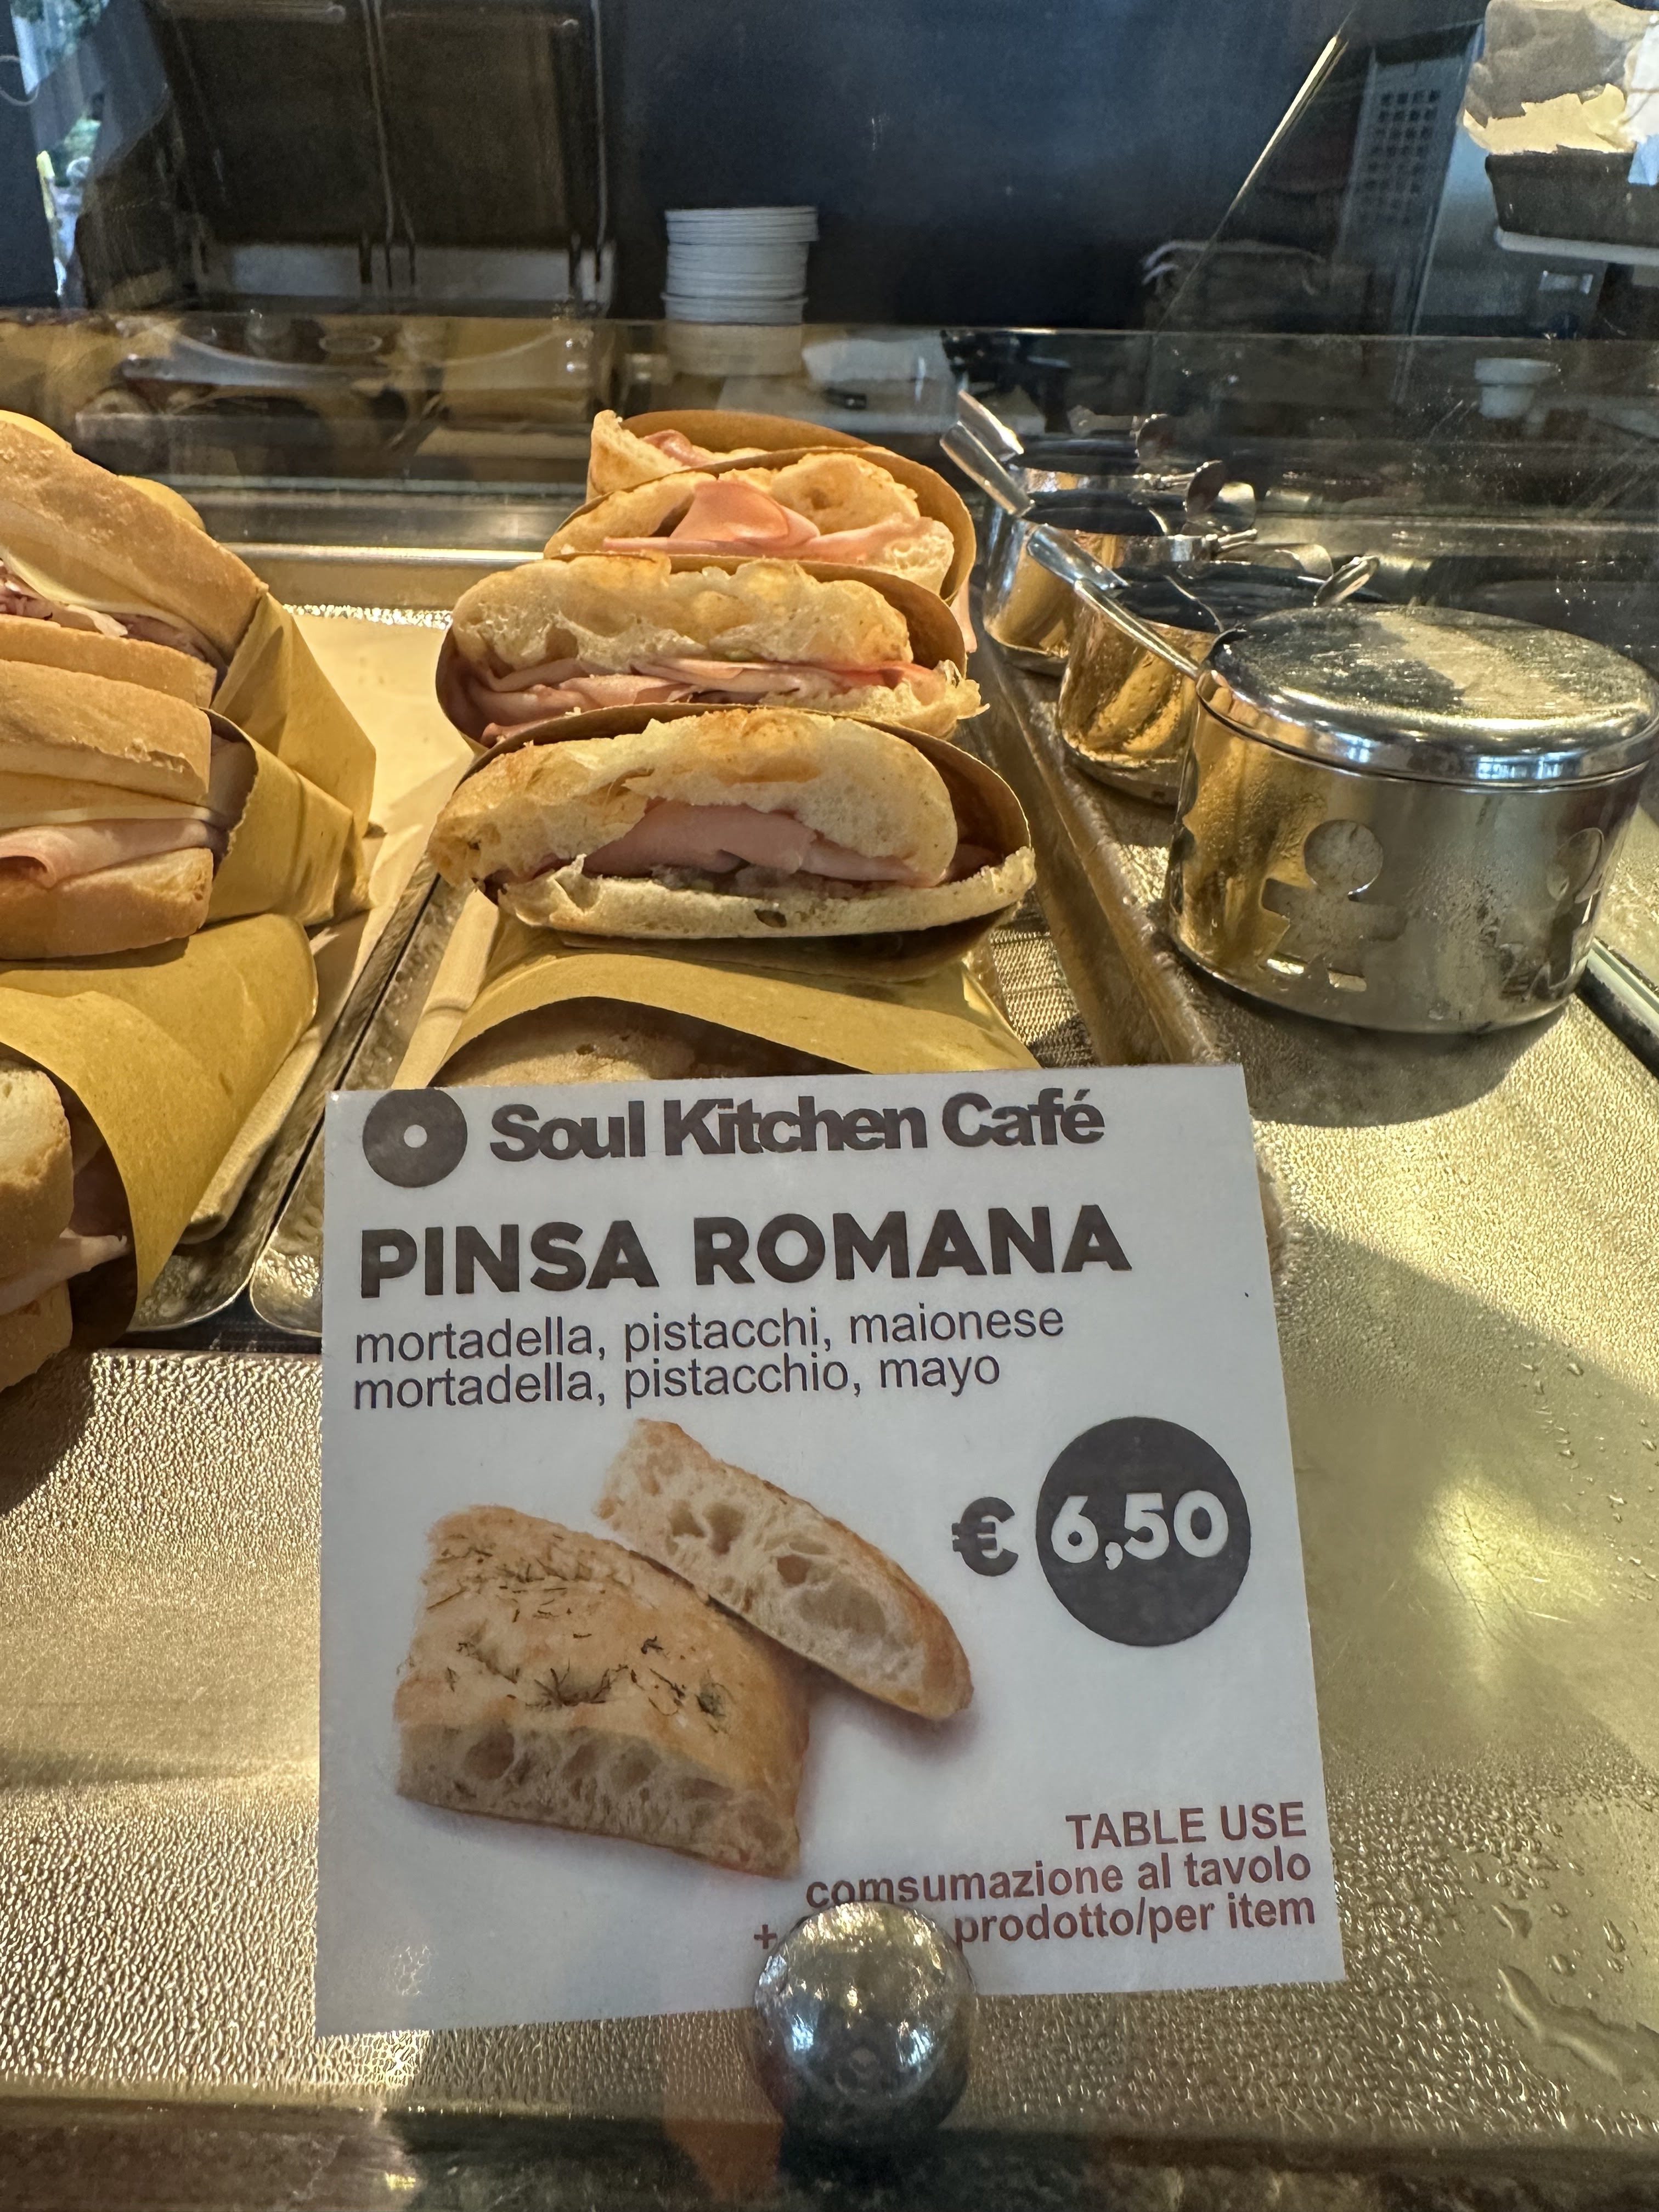 Soul Kitchen Café
PINSA ROMANA
mortadella, pistacchi, maionese
mortadella, pistacchio, mayo
€ 6,50
TABLE USE
comsumazione al tavolo
+ prodotto/per item